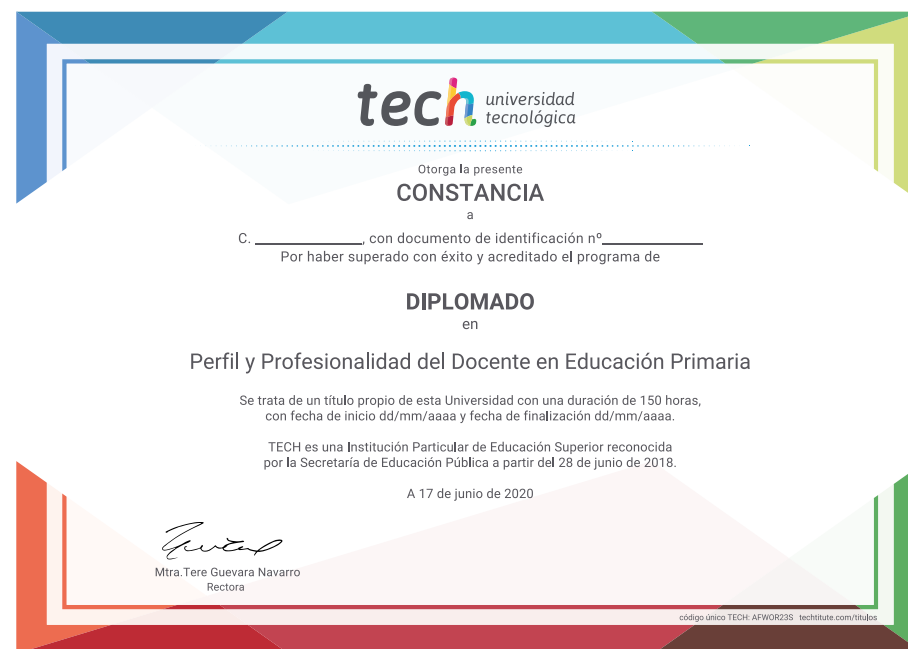 tech universidad
tecnológica
Otorga la presente
CONSTANCIA
a
C. ______________, con documento de identificación nº_____________
Por haber superado con éxito y acreditado el programa de
DIPLOMADO
en
Perfil y Profesionalidad del Docente en Educación Primaria
Se trata de un título propio de esta Universidad con una duración de 150 horas,
con fecha de inicio dd/mm/aaaa y fecha de finalización dd/mm/aaaa.
TECH es una Institución Particular de Educación Superior reconocida
por la Secretaría de Educación Pública a partir del 28 de junio de 2018.
A 17 de junio de 2020
Mtra.Tere Guevara Navarro
Rectora
código único TECH: AFWOR23S techtitute.com/titulos